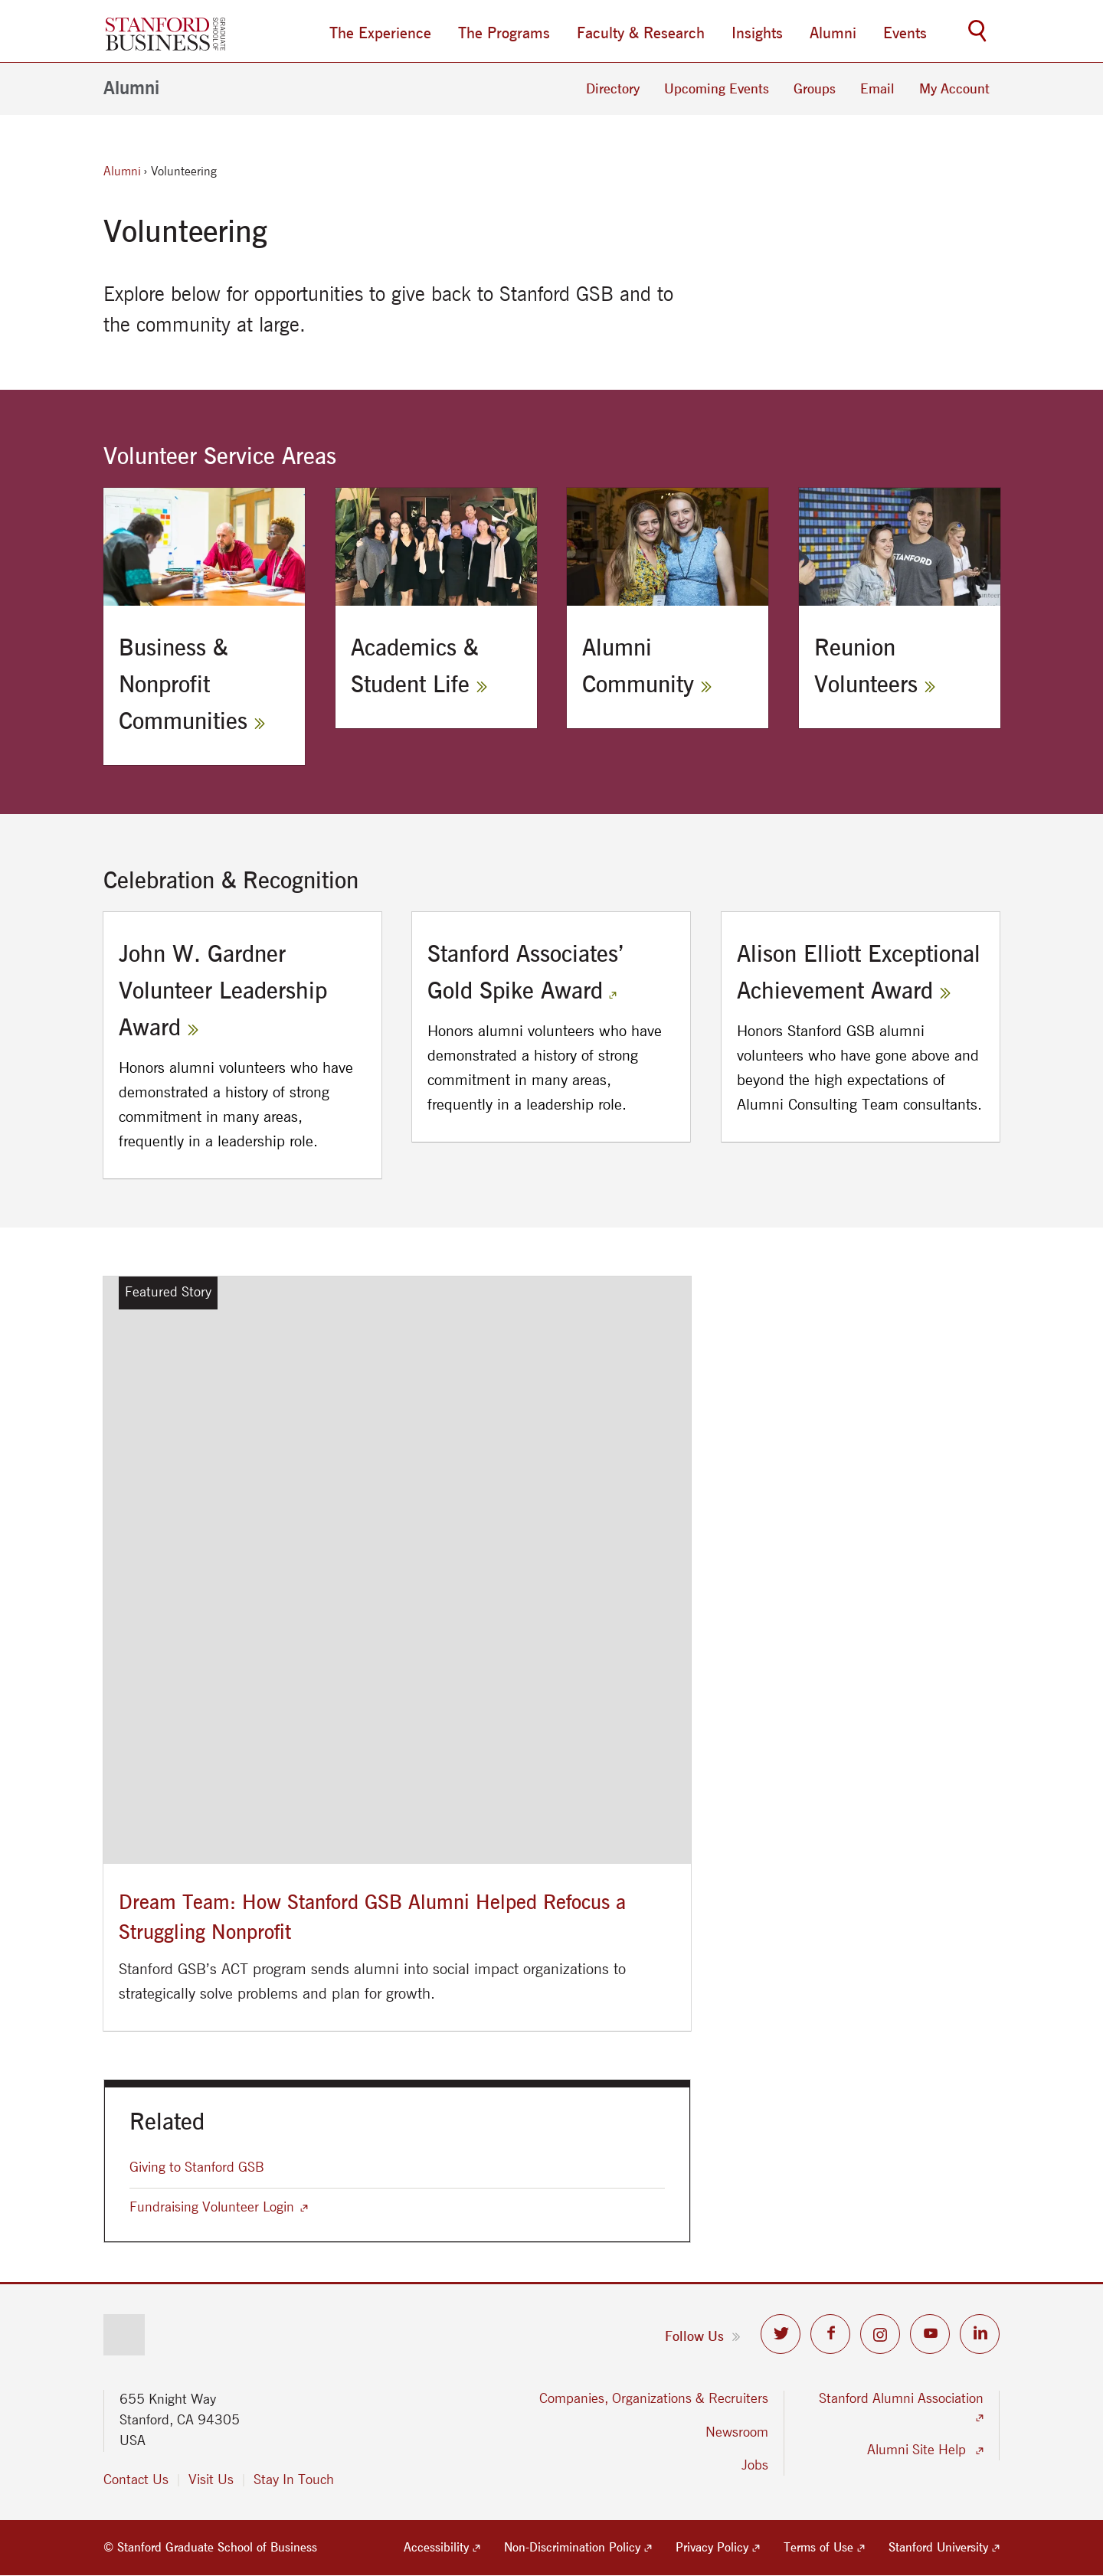 STANFORD
BUSINESS
GRADUATE
SCHOOL OF
The Experience
The Programs
Faculty & Research
Insights
Alumni
Events
Alumni
Directory
Upcoming Events
Groups
Email
My Account
Alumni › Volunteering
Volunteering
Explore below for opportunities to give back to Stanford GSB and to
the community at large.
Volunteer Service Areas
STANFORD
Business &
Nonprofit
Communities »
Academics &
Student Life »
Alumni
Community »
Reunion
Volunteers »
Celebration & Recognition
John W. Gardner
Volunteer Leadership
Award »
Honors alumni volunteers who have
demonstrated a history of strong
commitment in many areas,
frequently in a leadership role.
Stanford Associates’
Gold Spike Award
Honors alumni volunteers who have
demonstrated a history of strong
commitment in many areas,
frequently in a leadership role.
Alison Elliott Exceptional
Achievement Award »
Honors Stanford GSB alumni
volunteers who have gone above and
beyond the high expectations of
Alumni Consulting Team consultants.
Featured Story
Dream Team: How Stanford GSB Alumni Helped Refocus a
Struggling Nonprofit
Stanford GSB’s ACT program sends alumni into social impact organizations to
strategically solve problems and plan for growth.
Related
Giving to Stanford GSB
Fundraising Volunteer Login
Follow Us »
655 Knight Way
Stanford, CA 94305
USA
Contact Us
Visit Us
Stay In Touch
Companies, Organizations & Recruiters
Newsroom
Jobs
Stanford Alumni Association
Alumni Site Help
© Stanford Graduate School of Business
Accessibility
Non-Discrimination Policy
Privacy Policy
Terms of Use
Stanford University